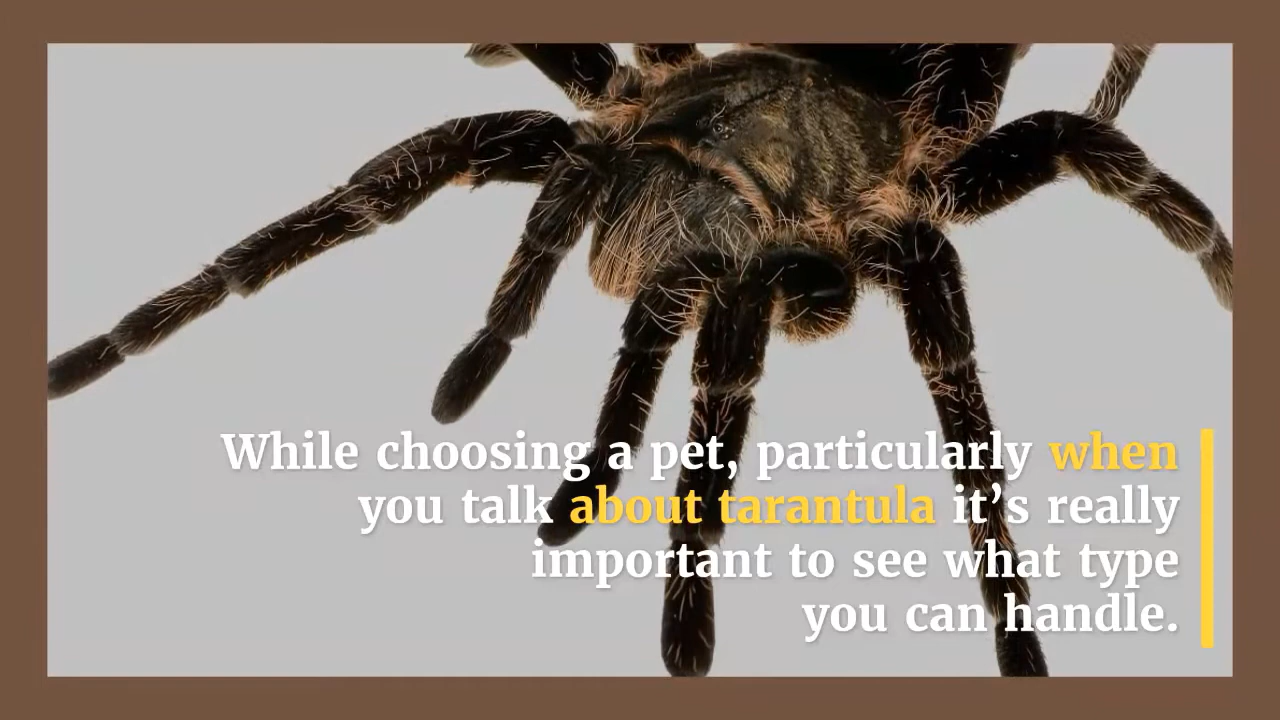 While choosing a pet, particularly when
you talk about tarantula it’s really
important to see what type
you can handle.